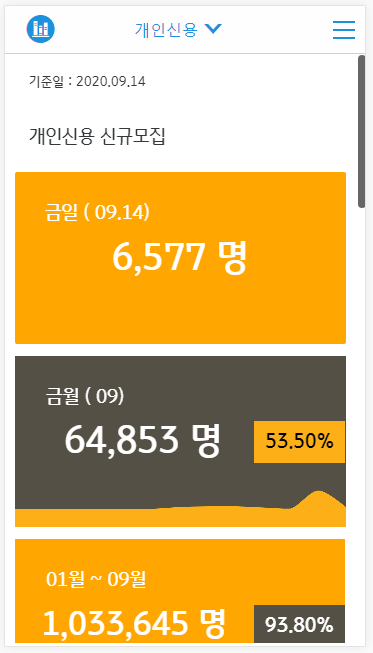 개인신용
기준일 : 2020.09.14
개인신용 신규모집
금일 ( 09.14)
6,577 명
금월 ( 09)
64,853 명
53.50%
01월 ~ 09월
1,033,645 명
93.80%